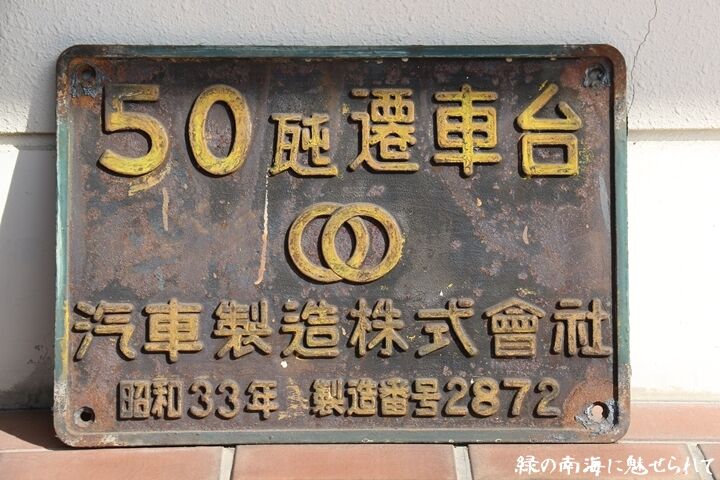 50瓲遷車台
汽車製造株式會社
昭和33年 製造番号2872
緑の南海に魅せられて